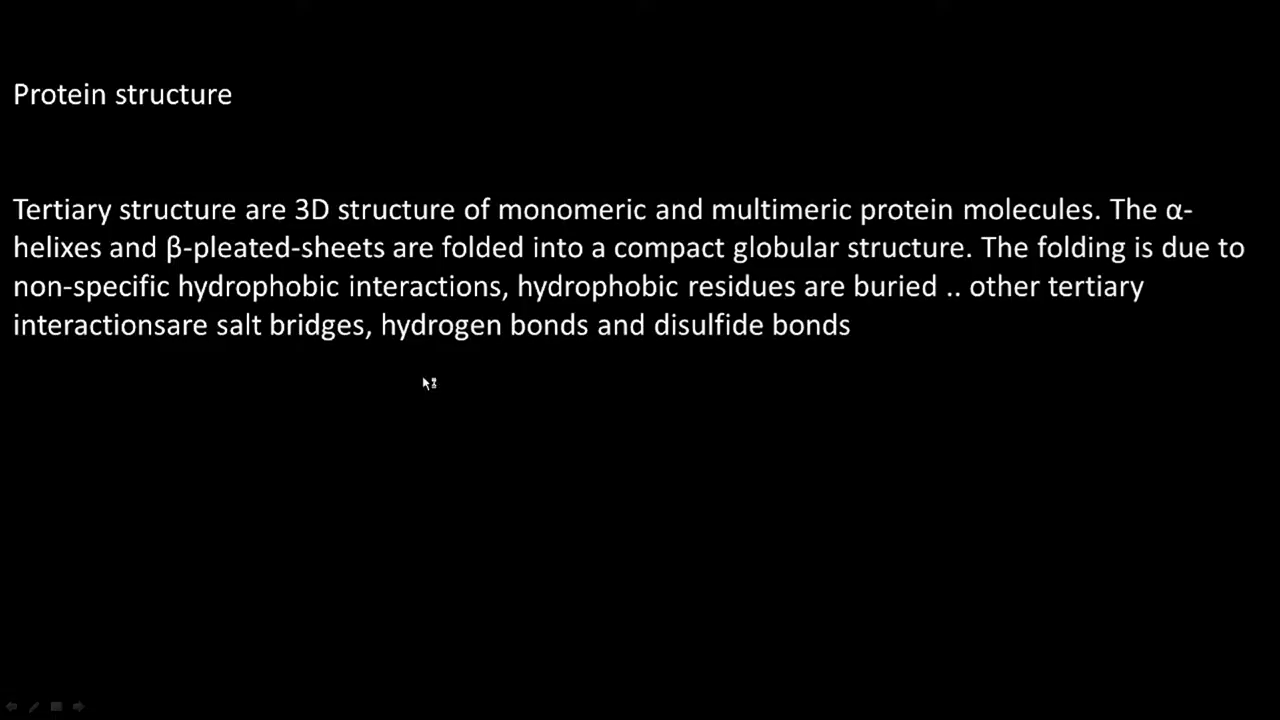 Protein structure
Tertiary structure are 3D structure of monomeric and multimeric protein molecules. The α-
helixes and β-pleated-sheets are folded into a compact globular structure. The folding is due to
non-specific hydrophobic interactions, hydrophobic residues are buried .. other tertiary
interactionsare salt bridges, hydrogen bonds and disulfide bonds